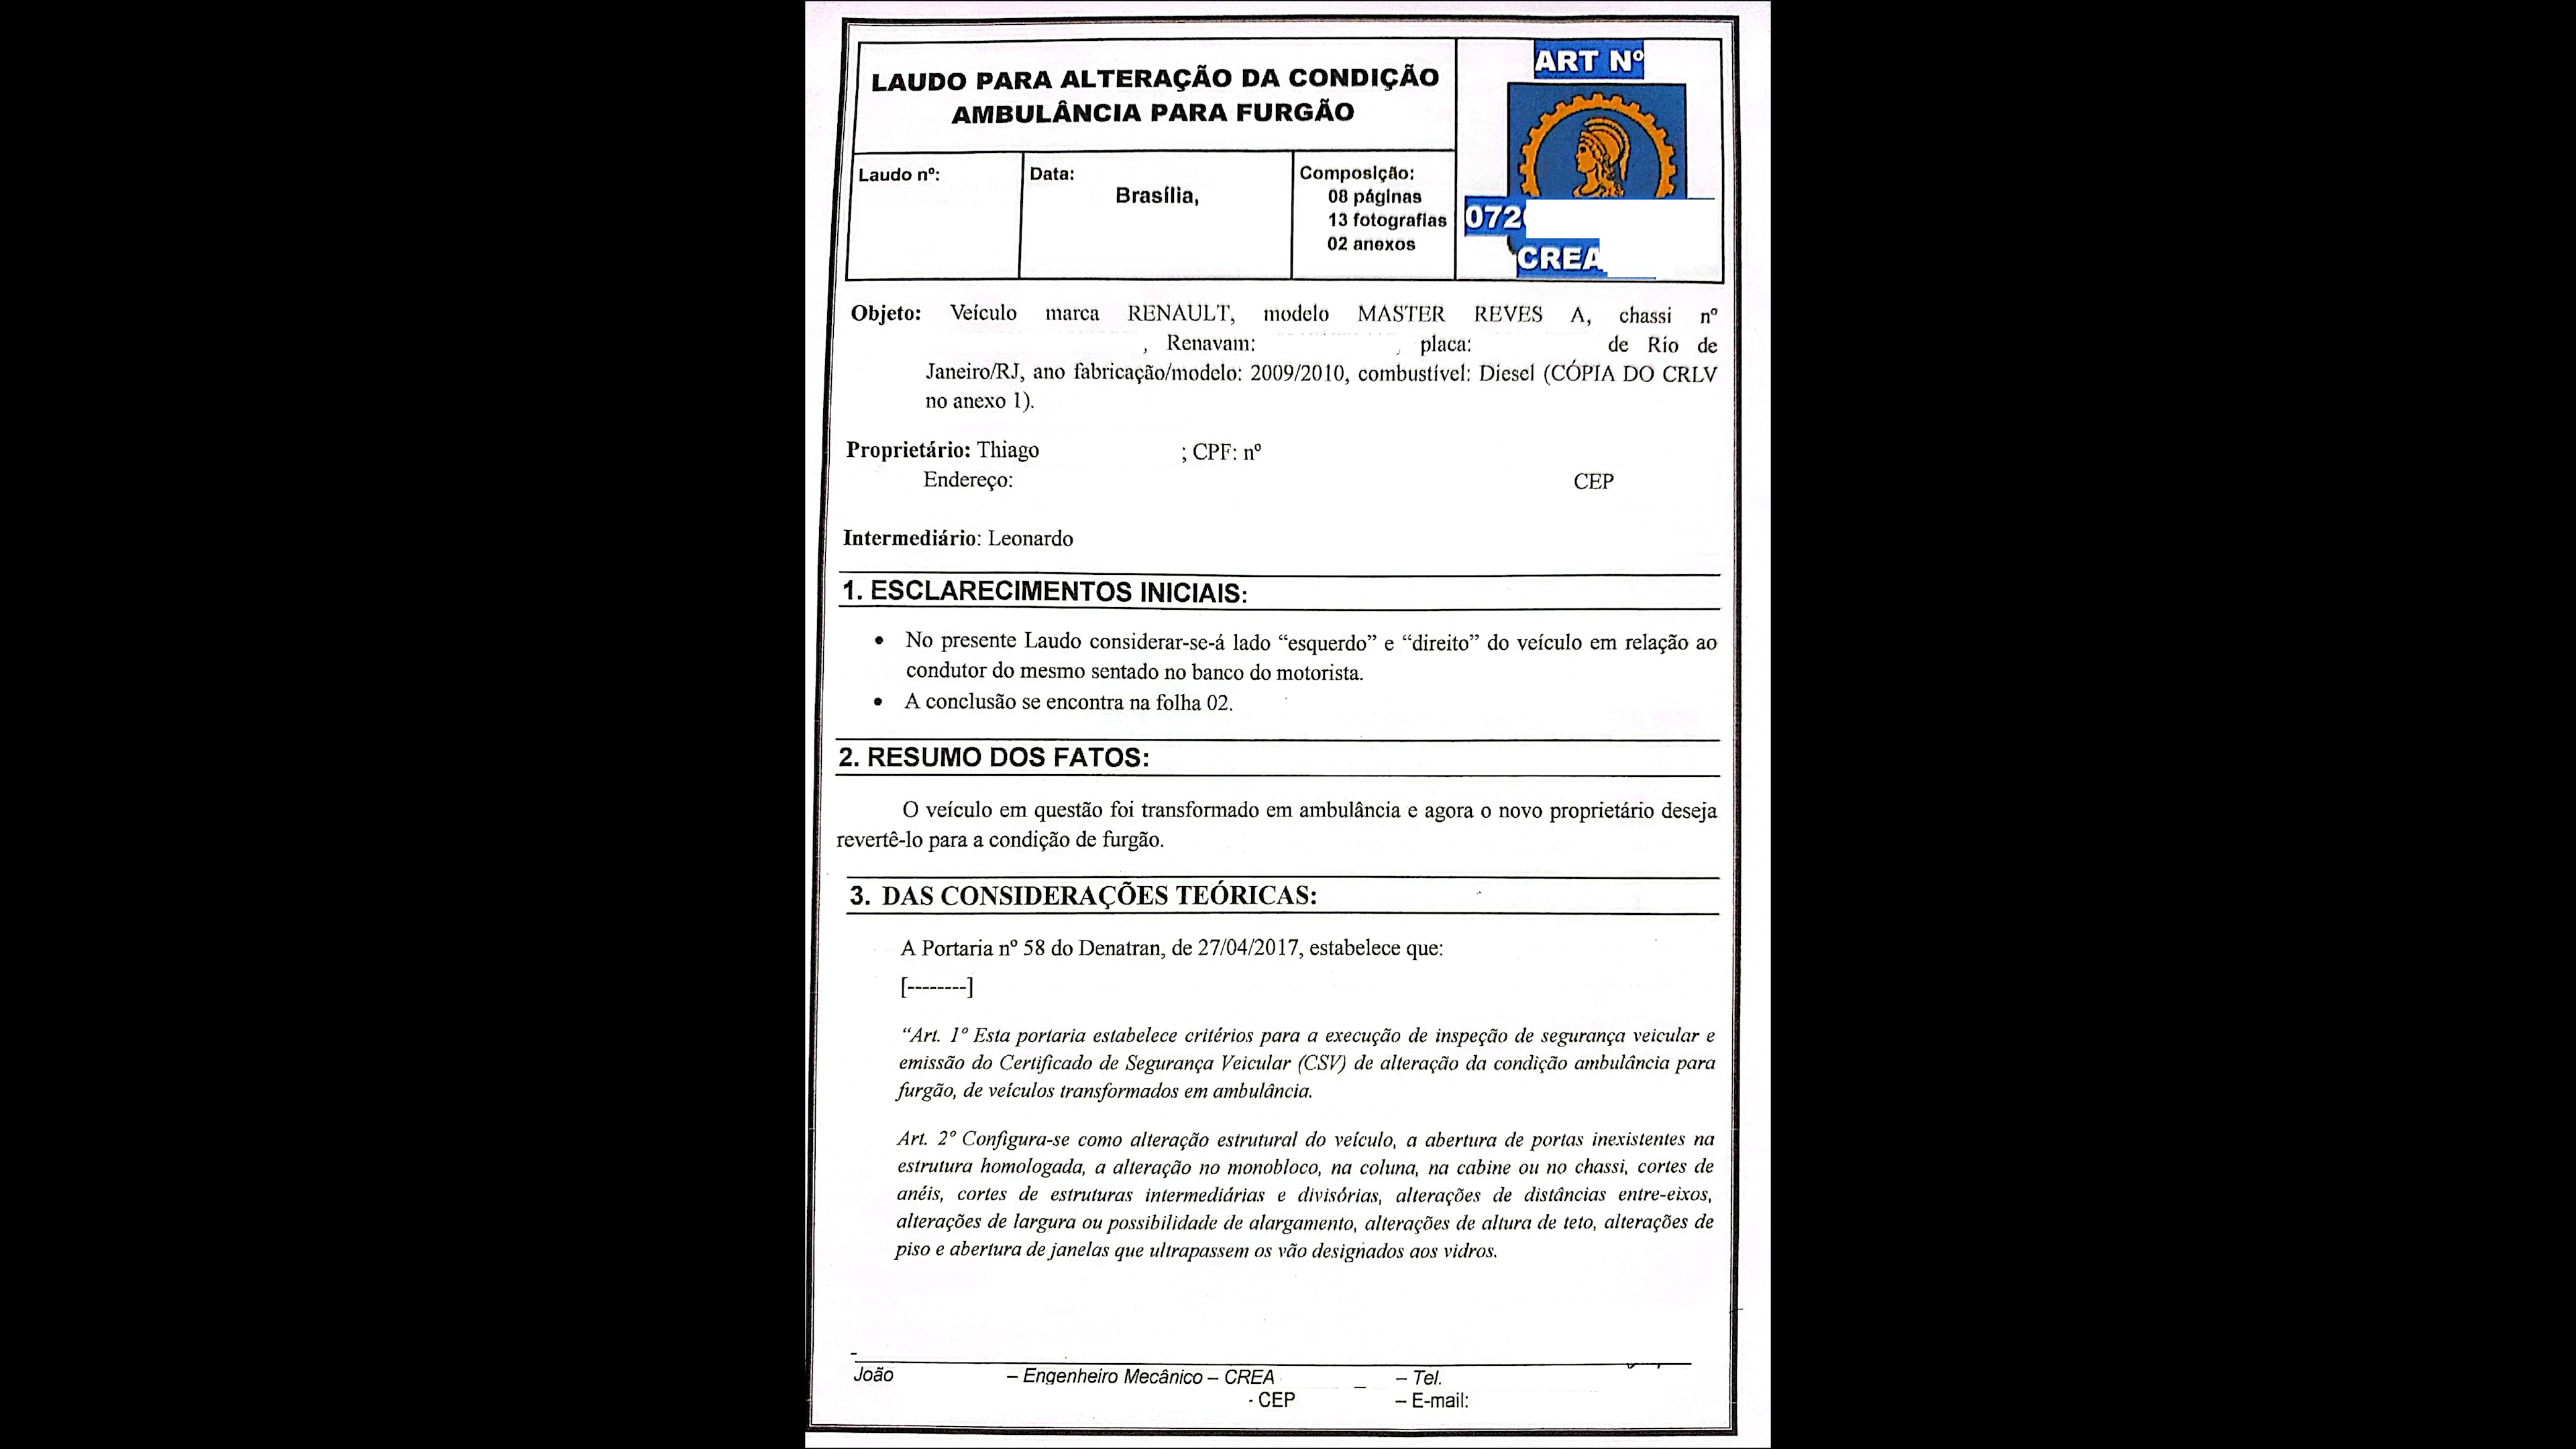 LAUDO PARA ALTERAÇÃO DA CONDIÇÃO
AMBULÂNCIA PARA FURGÃO
ART Nº
Laudo nº:
Data:
Brasília,
Composição:
08 páginas
13 fotografias
02 anexos
072
CREA
Objeto: Veículo marca RENAULT, modelo MASTER REVES A, chassi nº
, Renavam: , placa: de Rio de
Janeiro/RJ, ano fabricação/modelo: 2009/2010, combustível: Diesel (CÓPIA DO CRLV
no anexo 1).
Proprietário: Thiago ; CPF: nº
Endereço: CEP
Intermediário: Leonardo
1. ESCLARECIMENTOS INICIAIS:
• No presente Laudo considerar-se-á lado “esquerdo” e “direito” do veículo em relação ao
condutor do mesmo sentado no banco do motorista.
• A conclusão se encontra na folha 02.
2. RESUMO DOS FATOS:
O veículo em questão foi transformado em ambulância e agora o novo proprietário deseja
revertê-lo para a condição de furgão.
3. DAS CONSIDERAÇÕES TEÓRICAS:
A Portaria nº 58 do Denatran, de 27/04/2017, estabelece que:
[--------]
“Art. 1º Esta portaria estabelece critérios para a execução de inspeção de segurança veicular e
emissão do Certificado de Segurança Veicular (CSV) de alteração da condição ambulância para
furgão, de veículos transformados em ambulância.
Art. 2º Configura-se como alteração estrutural do veículo, a abertura de portas inexistentes na
estrutura homologada, a alteração no monobloco, na coluna, na cabine ou no chassi, cortes de
anéis, cortes de estruturas intermediárias e divisórias, alterações de distâncias entre-eixos,
alterações de largura ou possibilidade de alargamento, alterações de altura de teto, alterações de
piso e abertura de janelas que ultrapassem os vão designados aos vidros.
João – Engenheiro Mecânico – CREA – Tel.
- CEP – E-mail: